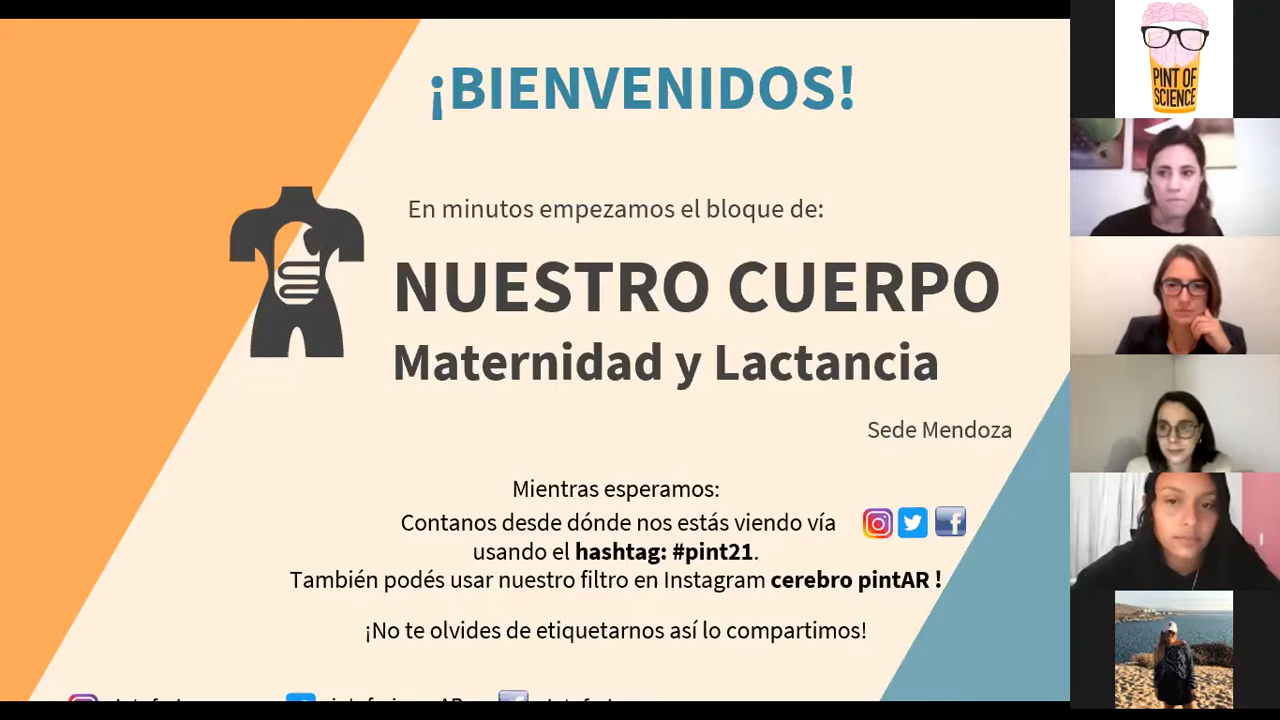 ¡BIENVENIDOS!
En minutos empezamos el bloque de:
NUESTRO CUERPO
Maternidad y Lactancia
Sede Mendoza
Mientras esperamos:
Contanos desde dónde nos estás viendo vía
usando el hashtag: #pint21.
También podés usar nuestro filtro en Instagram cerebro pintAR !
¡No te olvides de etiquetarnos así lo compartimos!
PINT OF
SCIENCE